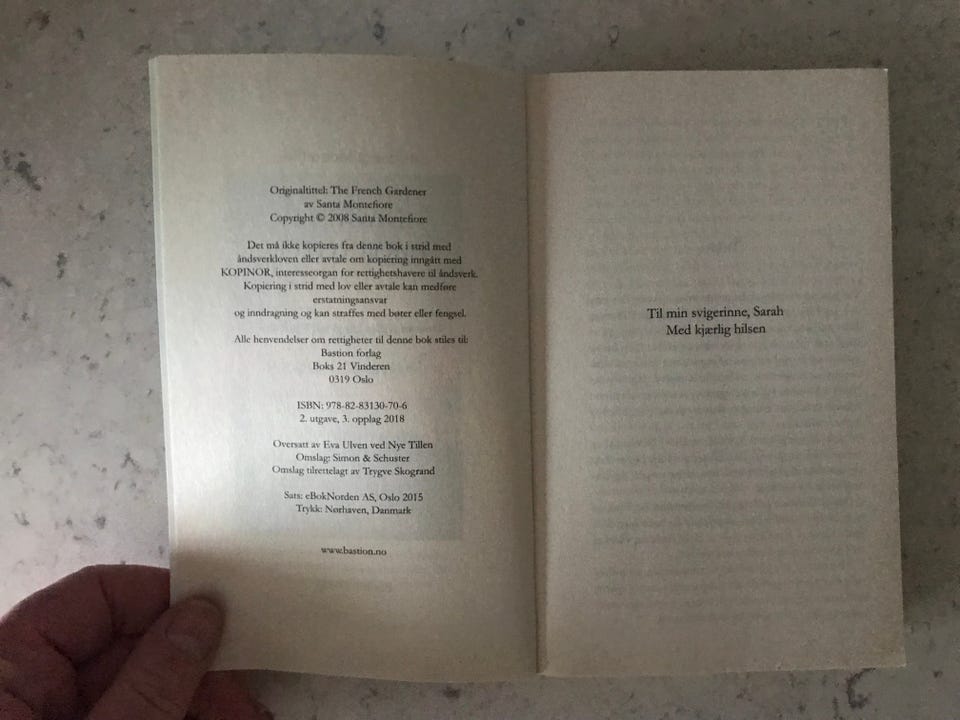 Originaltittel: The French Gardener
av Santa Montefiore
Copyright © 2008 Santa Montefiore
Det må ikke kopieres fra denne bok i strid med
åndsverkloven eller avtale om kopiering inngått med
KOPINOR, interesseorgan for rettighetshavere til åndsverk.
Kopiering i strid med lov eller avtale kan medføre
erstatningsansvar
og inndragning og kan straffes med bøter eller fengsel.
Alle henvendelser om rettigheter til denne bok stiles til:
Bastion forlag
Boks 21 Vinderen
0319 Oslo
ISBN: 978-82-83130-70-6
2. utgave, 3. opplag 2018
Oversatt av Eva Ulven ved Nye Tillen
Omslag: Simon & Schuster
Omslag tilrettelagt av Trygve Skogrand
Sats: eBokNorden AS, Oslo 2015
Trykk: Nørhaven, Danmark
www.bastion.no
Til min svigerinne, Sarah
Med kjærlig hilsen